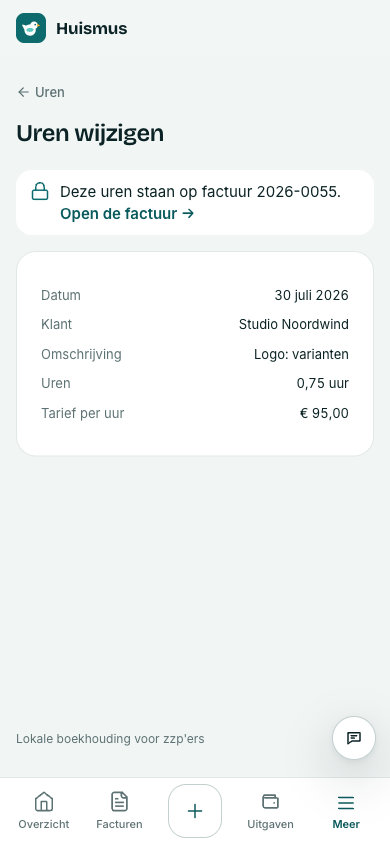 Huismus
← Uren
Uren wijzigen
Deze uren staan op factuur 2026-0055.
Open de factuur →
Datum 30 juli 2026
Klant Studio Noordwind
Omschrijving Logo: varianten
Uren 0,75 uur
Tarief per uur € 95,00
Lokale boekhouding voor zzp'ers
Overzicht Facturen + Uitgaven Meer